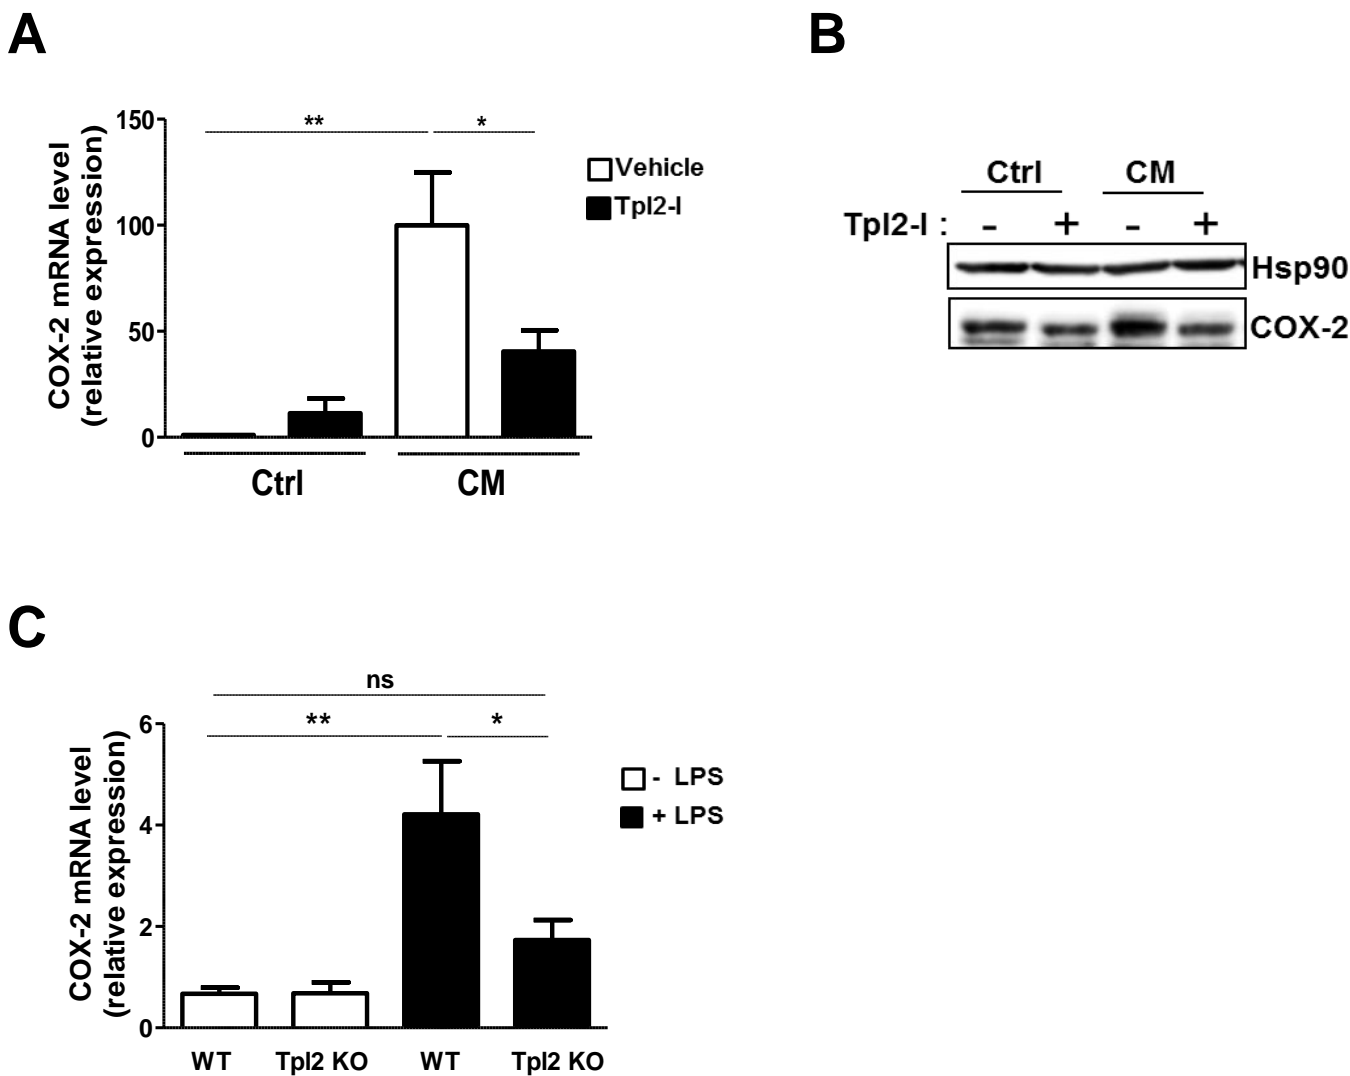 A
COX-2 mRNA level
(relative expression)
150
100
50
0
**
*
Vehicle
Tpl2-I
Ctrl
CM
B
Ctrl
CM
Tpl2-I :
-
+
-
+
Hsp90
COX-2
C
COX-2 mRNA level
(relative expression)
ns
**
*
6
4
2
0
- LPS
+ LPS
WT
Tpl2 KO
WT
Tpl2 KO